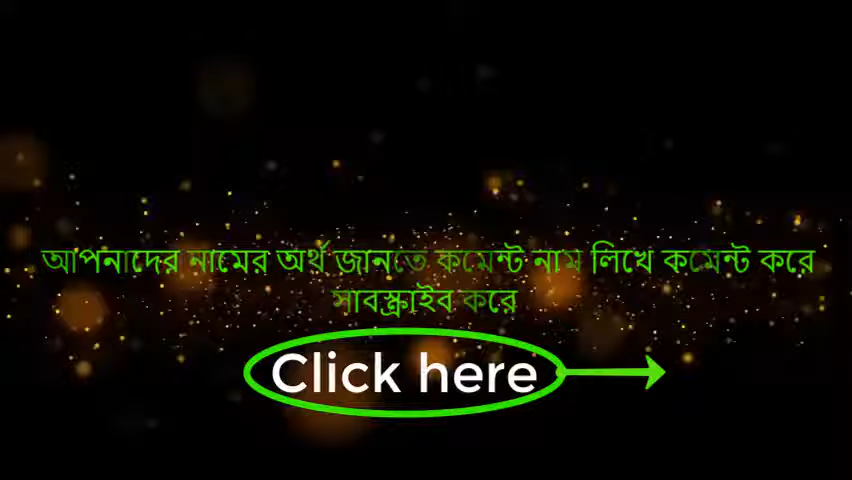 আপনাদের নামের অর্থ জানতে কমেন্ট নাম লিখে কমেন্ট করে
সাবস্ক্রাইব করে
Click here